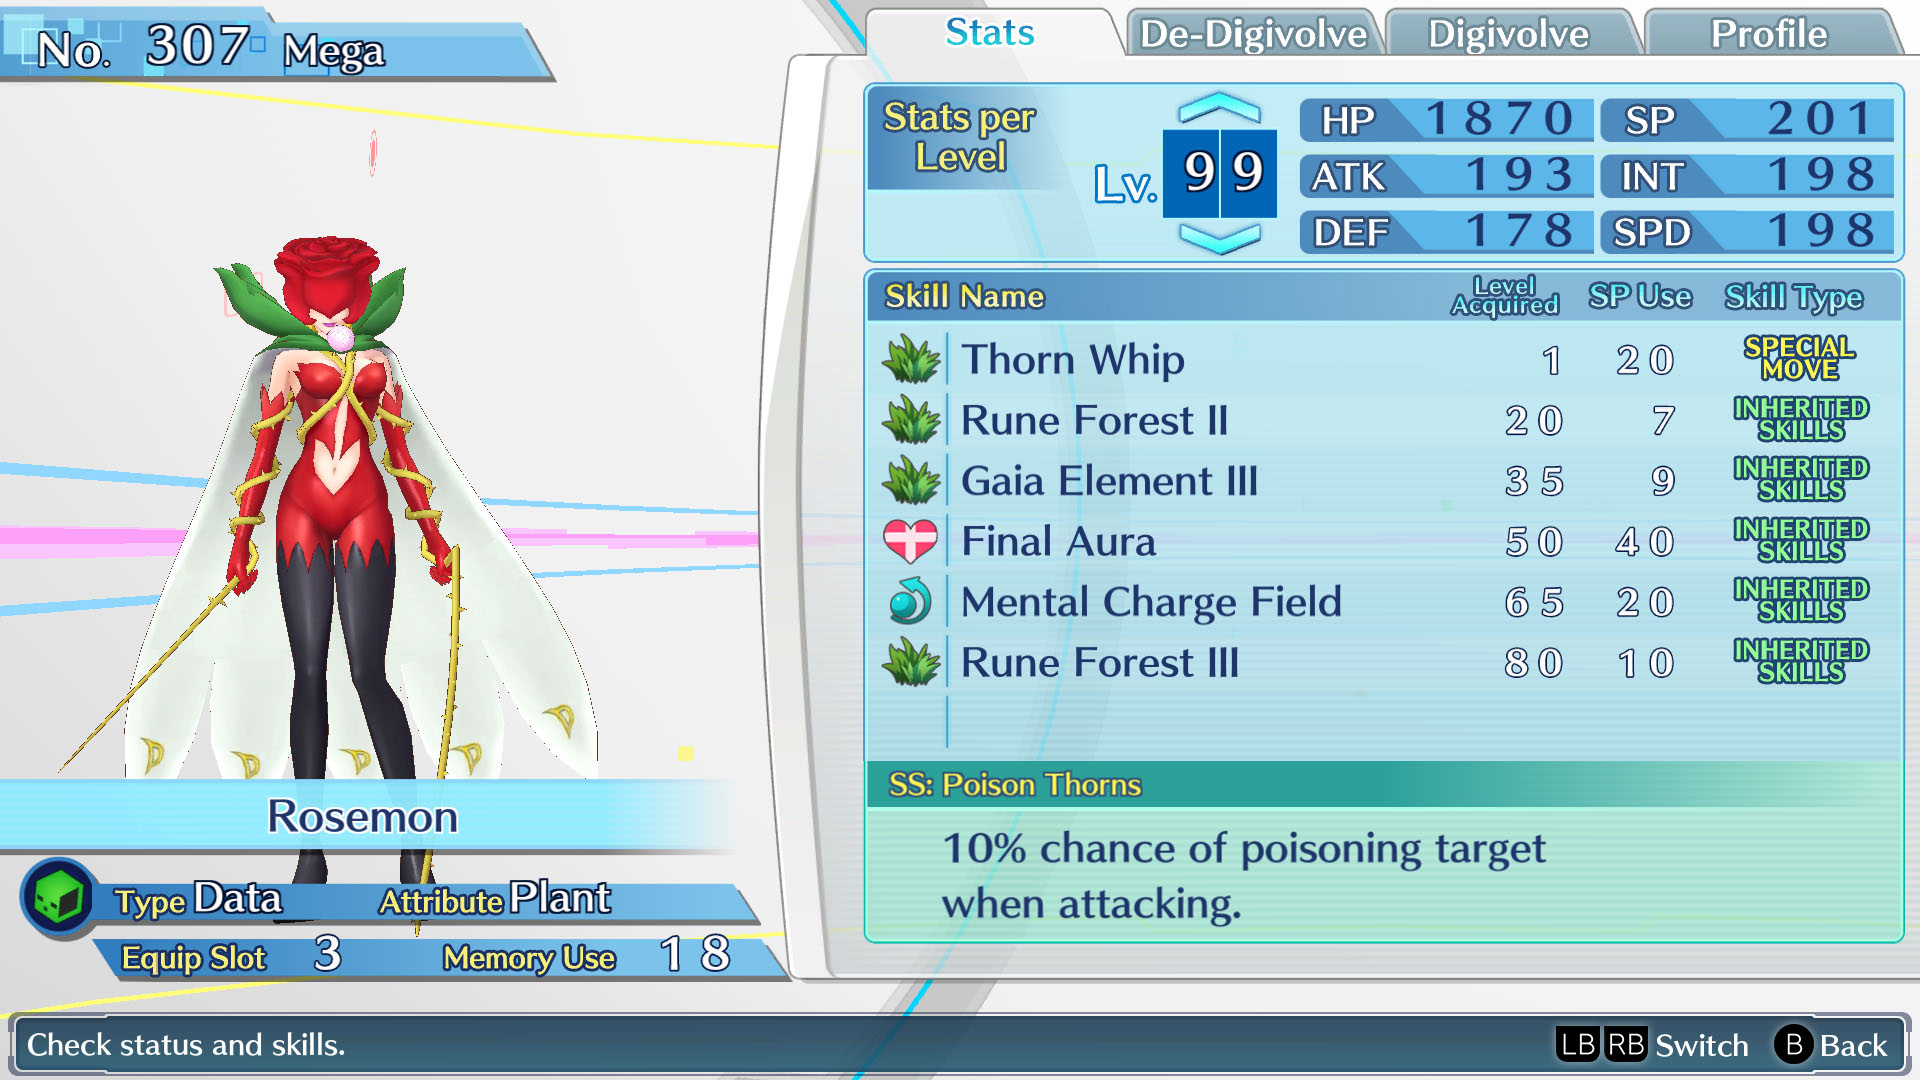 No. 307 Mega
Stats De-Digivolve Digivolve Profile
Stats per
Level
Lv. 99
HP 1870 SP 201
ATK 193 INT 198
DEF 178 SPD 198
Skill Name Level Acquired SP Use Skill Type
Thorn Whip 1 20 SPECIAL MOVE
Rune Forest II 20 7 INHERITED SKILLS
Gaia Element III 35 9 INHERITED SKILLS
Final Aura 50 40 INHERITED SKILLS
Mental Charge Field 65 20 INHERITED SKILLS
Rune Forest III 80 10 INHERITED SKILLS
SS: Poison Thorns
10% chance of poisoning target
when attacking.
Rosemon
Type Data Attribute Plant
Equip Slot 3 Memory Use 18
Check status and skills.
LB RB Switch B Back